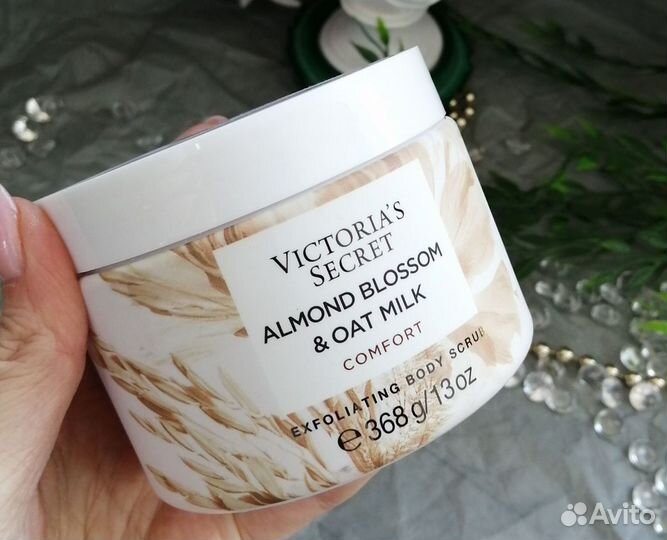 VICTORIA'S
SECRET
ALMOND BLOSSOM
& OAT MILK
COMFORT
EXFOLIATING BODY SCRUB
℮368 g/13 oz
Avito